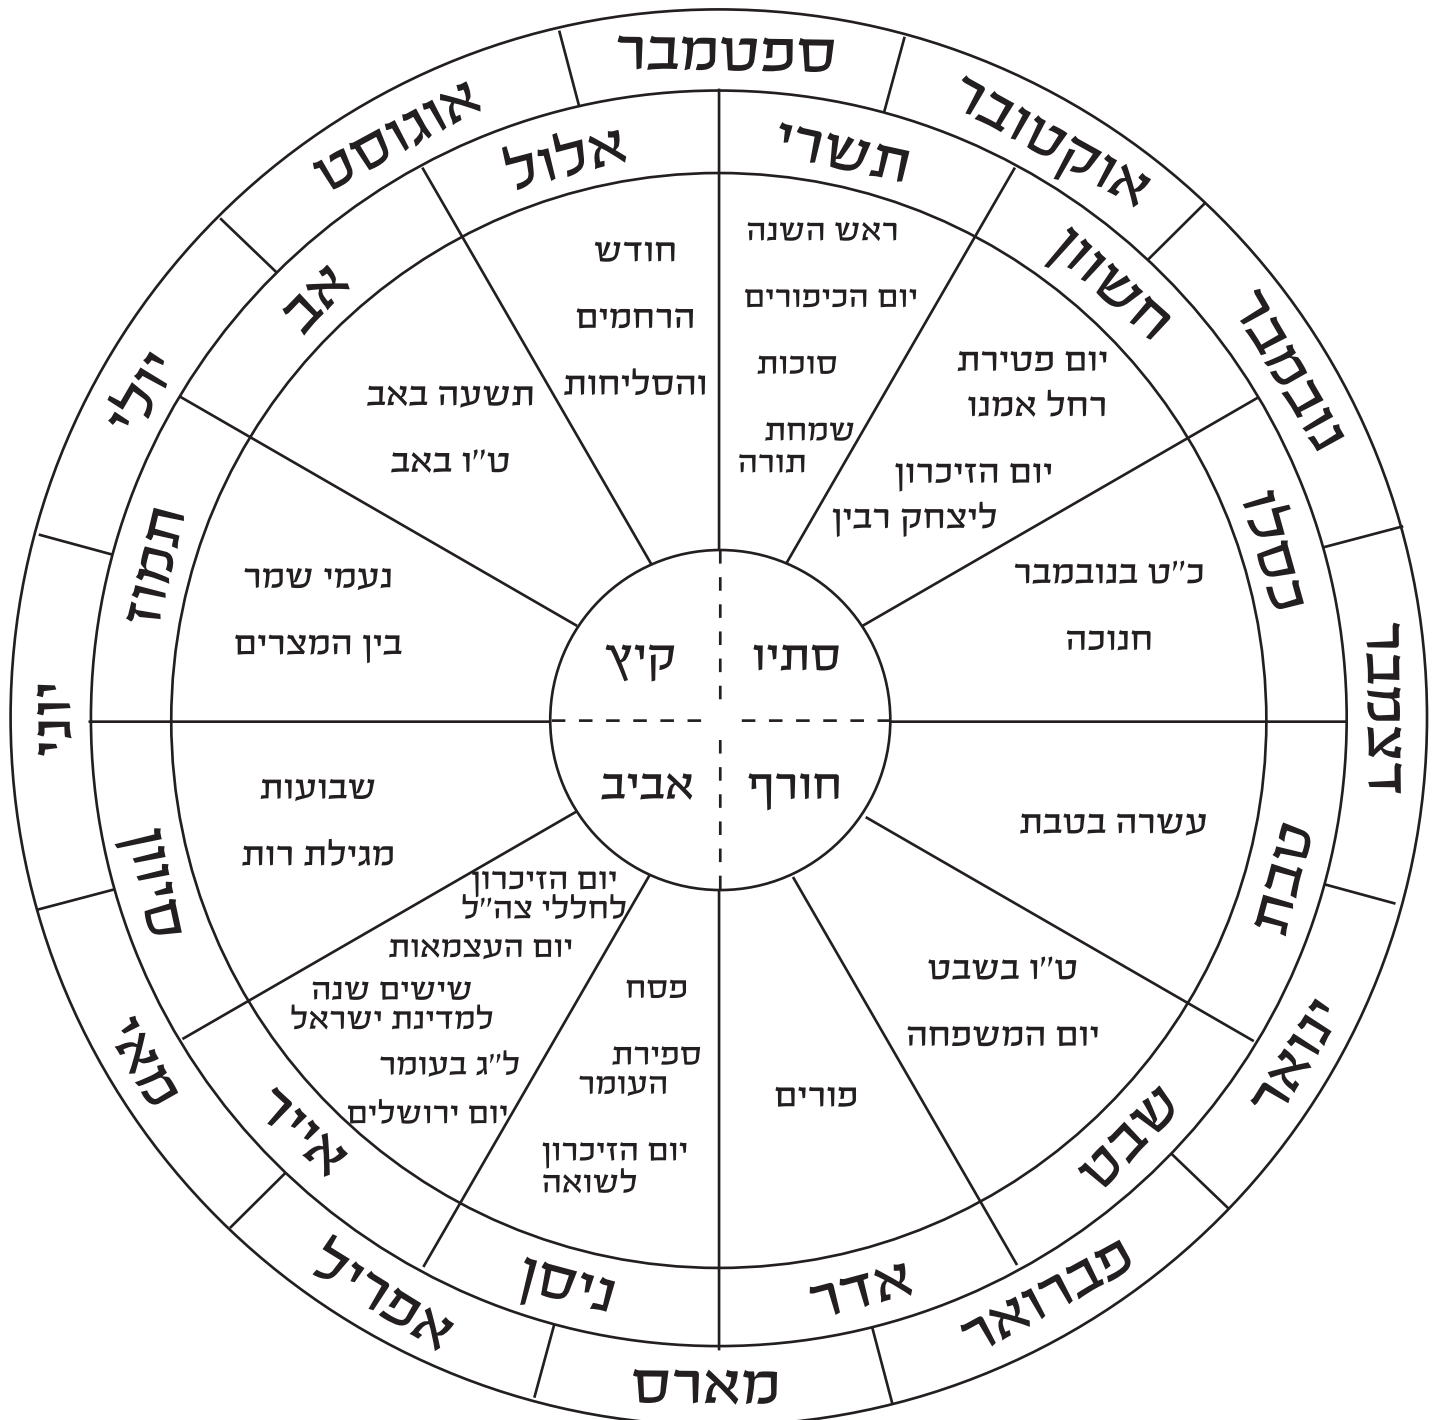 ספטמבר
אוקטובר
נובמבר
דצמבר
ינואר
פברואר
מארס
אפריל
מאי
יוני
יולי
אוגוסט
תשרי
חשוון
כסלו
טבת
שבט
אדר
ניסן
אייר
סיוון
תמוז
אב
אלול
ראש השנה
יום הכיפורים
סוכות
שמחת
תורה
יום פטירת
רחל אמנו
יום הזיכרון
ליצחק רבין
כ"ט בנובמבר
חנוכה
עשרה בטבת
ט"ו בשבט
יום המשפחה
פורים
פסח
ספירת
העומר
יום הזיכרון
לשואה
יום הזיכרון
לחללי צה"ל
יום העצמאות
שישים שנה
למדינת ישראל
ל"ג בעומר
יום ירושלים
שבועות
מגילת רות
נעמי שמר
בין המצרים
תשעה באב
ט"ו באב
חודש
הרחמים
והסליחות
סתיו
חורף
אביב
קיץ